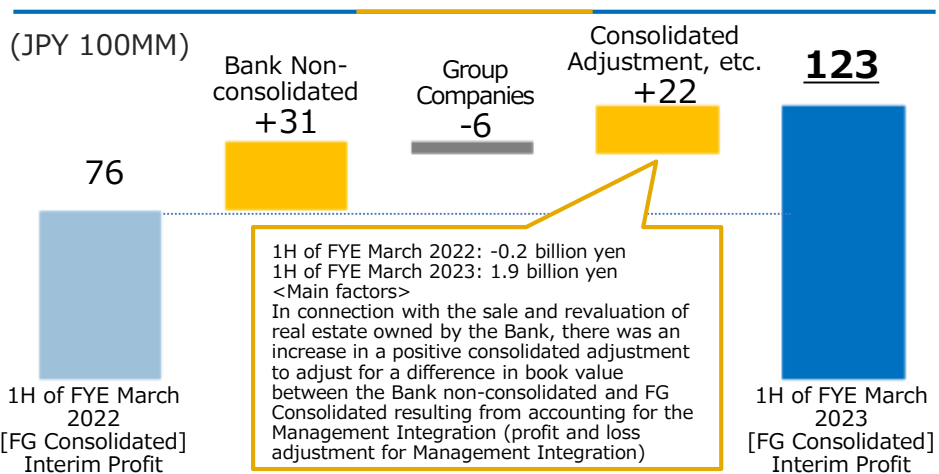 (JPY 100MM)
76
Bank Non-
consolidated
+31
Group
Companies
-6
Consolidated
Adjustment, etc.
+22
123
1H of FYE March 2022: -0.2 billion yen
1H of FYE March 2023: 1.9 billion yen
<Main factors>
In connection with the sale and revaluation of
real estate owned by the Bank, there was an
increase in a positive consolidated adjustment
to adjust for a difference in book value
between the Bank non-consolidated and FG
Consolidated resulting from accounting for the
Management Integration (profit and loss
adjustment for Management Integration)
1H of FYE March
2022
[FG Consolidated]
Interim Profit
1H of FYE March
2023
[FG Consolidated]
Interim Profit